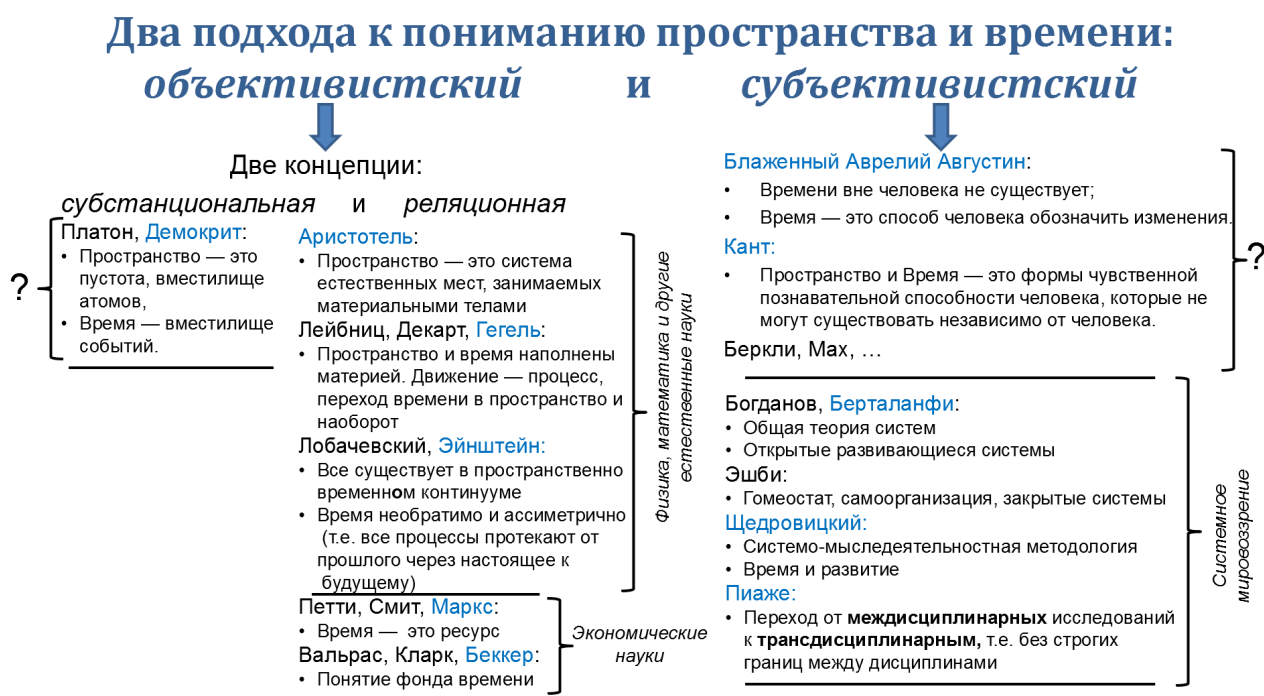 Два подхода к пониманию пространства и времени:
объективистский и субъективистский
Две концепции:
субстанциональная и реляционная
?
Платон, Демокрит:
• Пространство — это
пустота, вместилище
атомов,
• Время — вместилище
событий.
Аристотель:
• Пространство — это система
естественных мест, занимаемых
материальными телами
Лейбниц, Декарт, Гегель:
• Пространство и время наполнены
материей. Движение — процесс,
переход времени в пространство и
наоборот
Лобачевский, Эйнштейн:
• Все существует в пространственно
временном континууме
• Время необратимо и ассиметрично
(т.е. все процессы протекают от
прошлого через настоящее к
будущему)
Физика, математика и другие
естественные науки
Петти, Смит, Маркс:
• Время — это ресурс
Вальрас, Кларк, Беккер:
• Понятие фонда времени
Экономические
науки
Блаженный Аврелий Августин:
• Времени вне человека не существует;
• Время — это способ человека обозначить изменения.
Кант:
• Пространство и Время — это формы чувственной
познавательной способности человека, которые не
могут существовать независимо от человека.
Беркли, Мах, …
?
Богданов, Берталанфи:
• Общая теория систем
• Открытые развивающиеся системы
Эшби:
• Гомеостат, самоорганизация, закрытые системы
Щедровицкий:
• Системо-мыследеятельностная методология
• Время и развитие
Пиаже:
• Переход от междисциплинарных исследований
к трансдисциплинарным, т.е. без строгих
границ между дисциплинами
Системное
мировоззрение